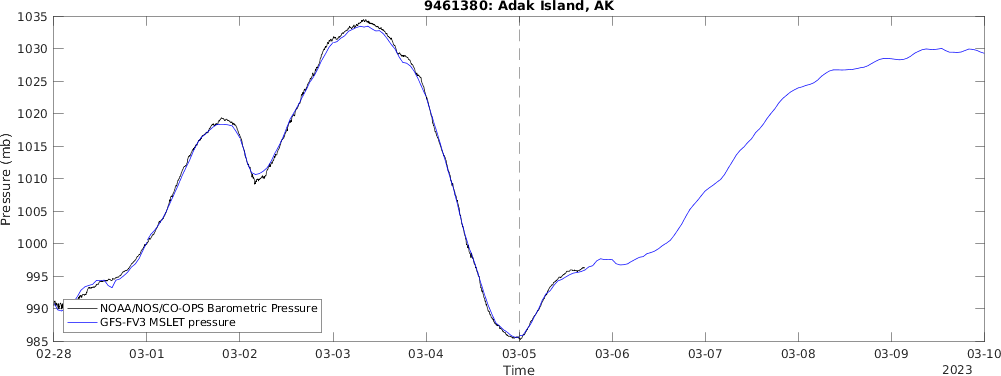 9461380: Adak Island, AK
1035
1030
1025
1020
1015
1010
1005
1000
995
990
985
Pressure (mb)
NOAA/NOS/CO-OPS Barometric Pressure
GFS-FV3 MSLET pressure
02-28 03-01 03-02 03-03 03-04 03-05 03-06 03-07 03-08 03-09 03-10
Time
2023